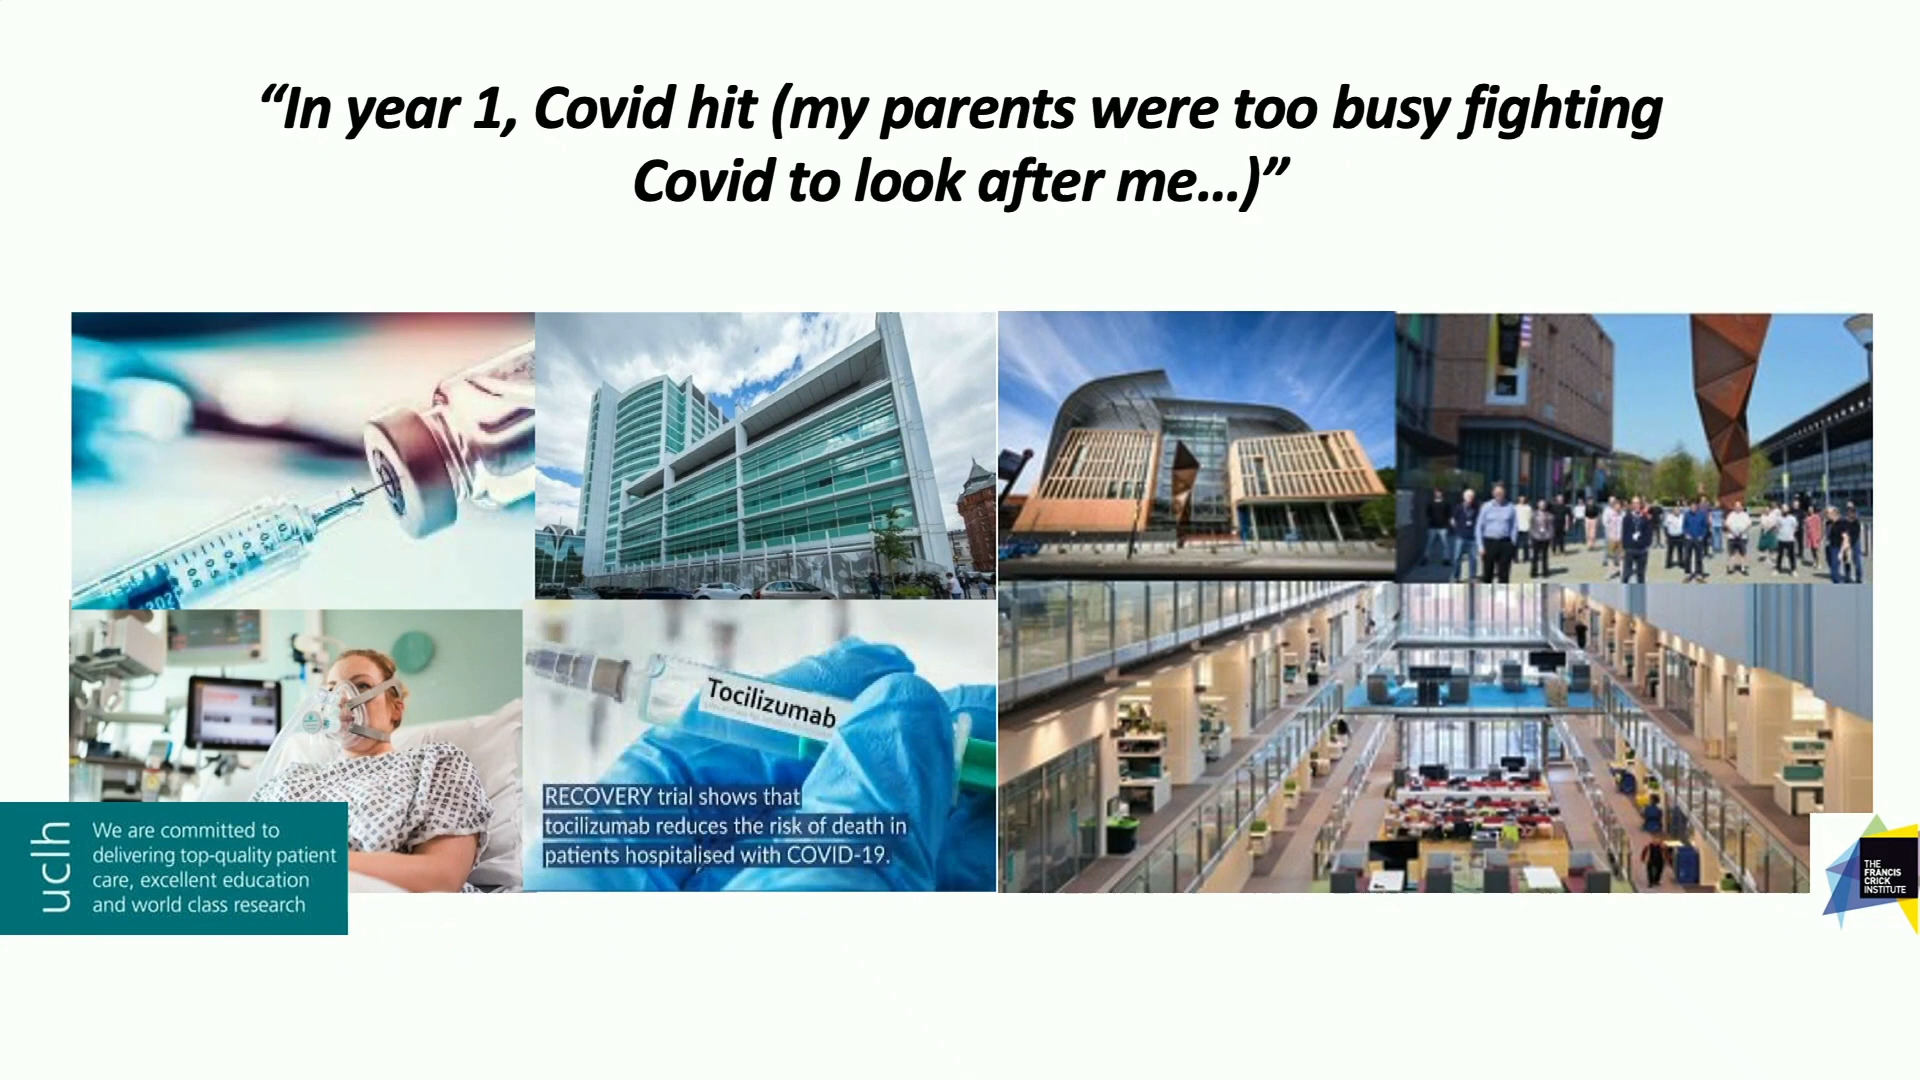 “In year 1, Covid hit (my parents were too busy fighting
Covid to look after me...)”
Tocilizumab
RECOVERY trial shows that
tocilizumab reduces the risk of death in
patients hospitalised with COVID-19.
uclh
We are committed to
delivering top-quality patient
care, excellent education
and world class research
THE
FRANCIS
CRICK
INSTITUTE